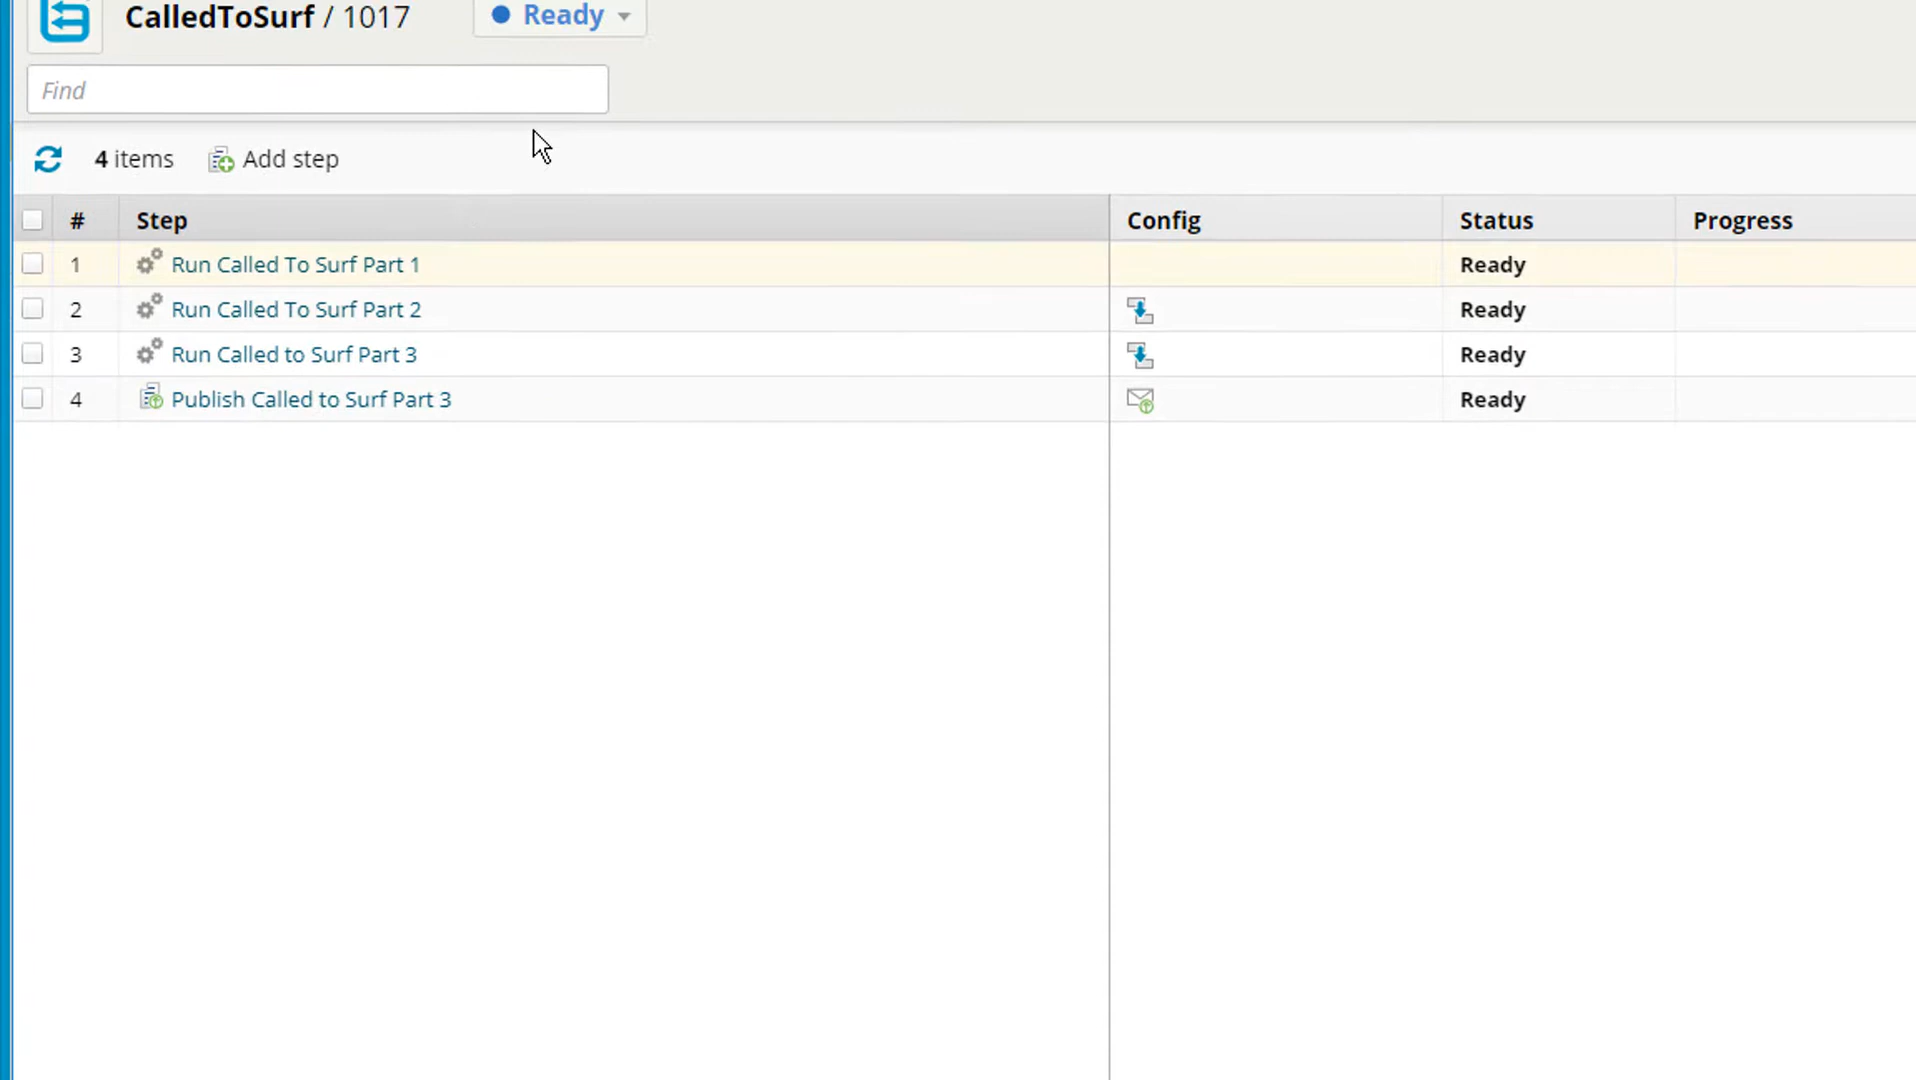 CalledToSurf / 1017
Ready
Find
4 items
Add step
# Step Config Status Progress
1 Run Called To Surf Part 1 Ready
2 Run Called To Surf Part 2 Ready
3 Run Called to Surf Part 3 Ready
4 Publish Called to Surf Part 3 Ready